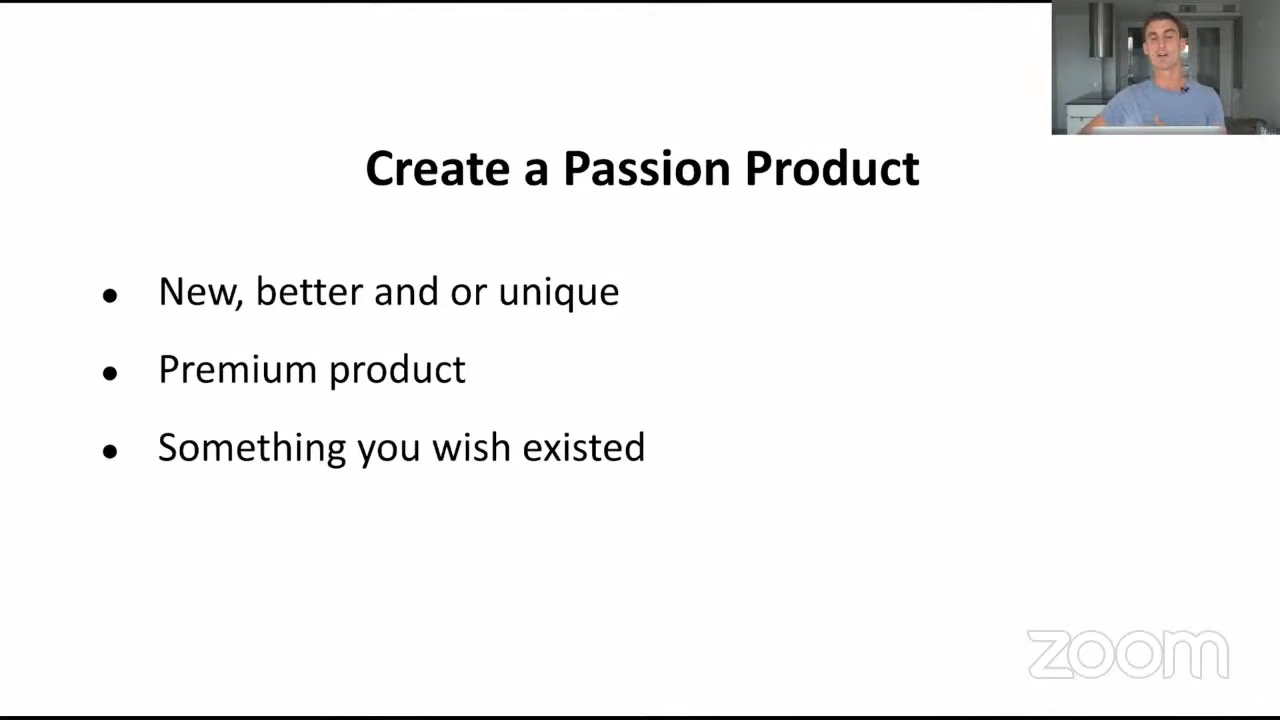 Create a Passion Product
● New, better and or unique
● Premium product
● Something you wish existed
zoom